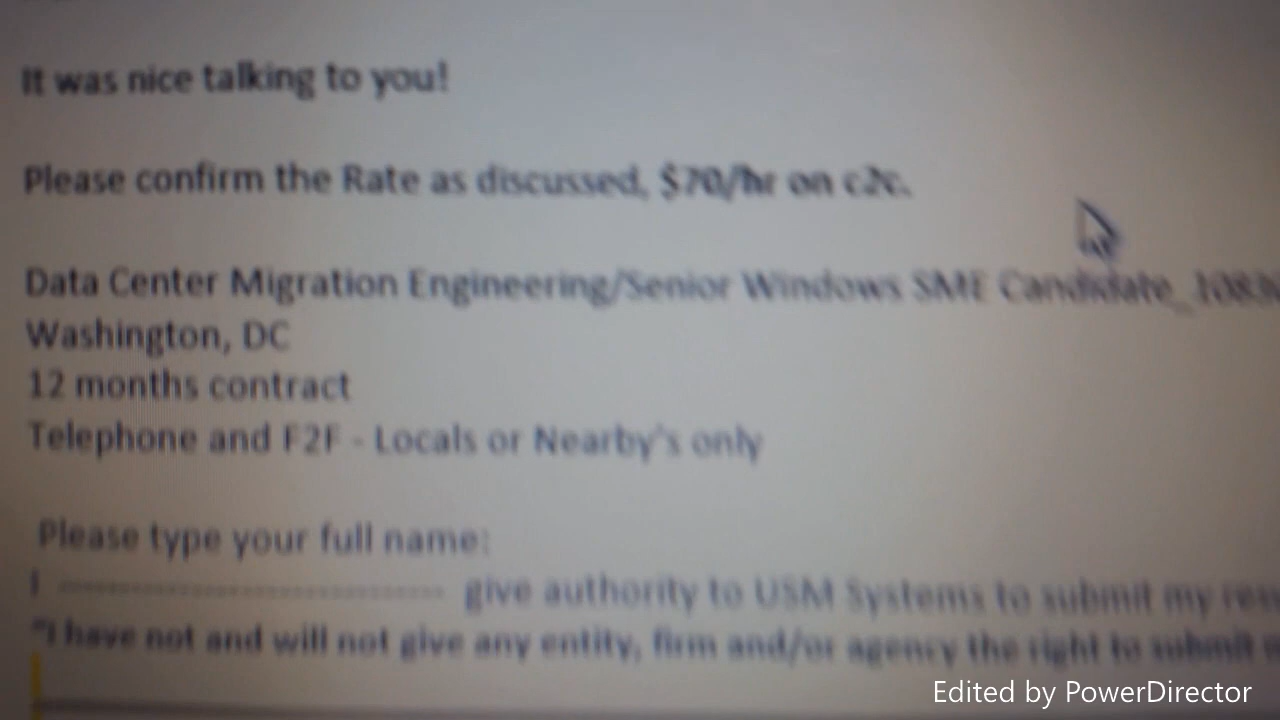 It was nice talking to you!
Please confirm the Rate as discussed, $70/hr on c2c.
Data Center Migration Engineering/Senior Windows SME Candidate_
Washington, DC
12 months contract
Telephone and F2F - Locals or Nearby's only
Please type your full name:
I ---------------------------- give authority to USM Systems to submit my
"I have not and will not give any entity, firm and/or agency the right to submit
Edited by PowerDirector